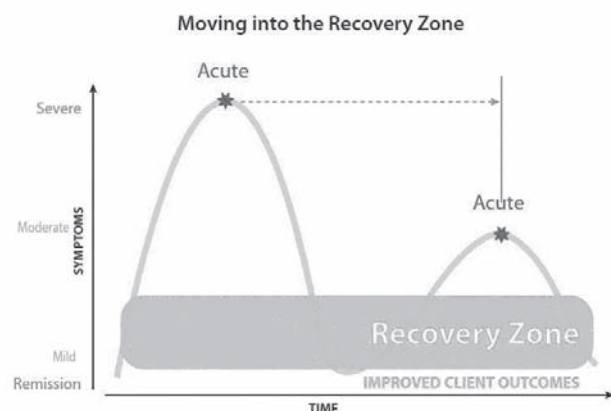 Moving into the Recovery Zone
Acute
Severe
Acute
Moderate
SYMPTOMS
Recovery Zone
Mild
Remission
IMPROVED CLIENT OUTCOMES
TIME